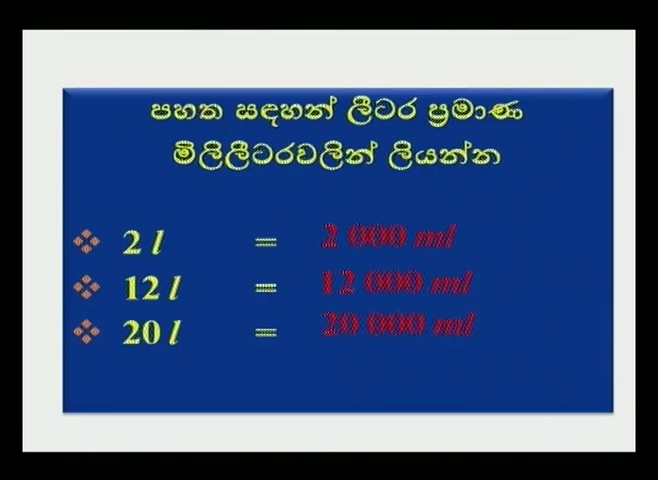 පහත සඳහන් ලීටර ප්‍රමාණ
මිලිලීටරවලින් ලියන්න
2 l = 2 000 ml
12 l = 12 000 ml
20 l = 20 000 ml